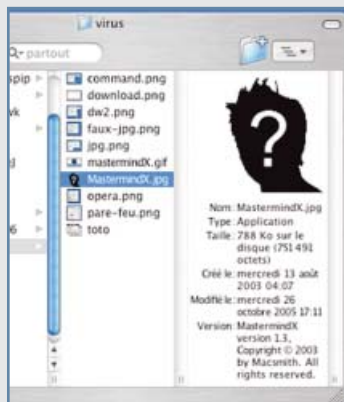 virus
partout
spip
vk
J
6
command.png
download.png
dw2.png
faux-jpg.png
jpg.png
mastermindX.gif
MastermindX.jpg
opera.png
pare-feu.png
toto
?
Nom: MastermindX.jpg
Type: Application
Taille: 788 Ko sur le
disque (751 491
octets)
Créé le: mercredi 13 août
2003 04:07
Modifié le: mercredi 26
octobre 2005 17:11
Version: MastermindX
version 1.3,
Copyright © 2003
by Macsmith. All
rights reserved.